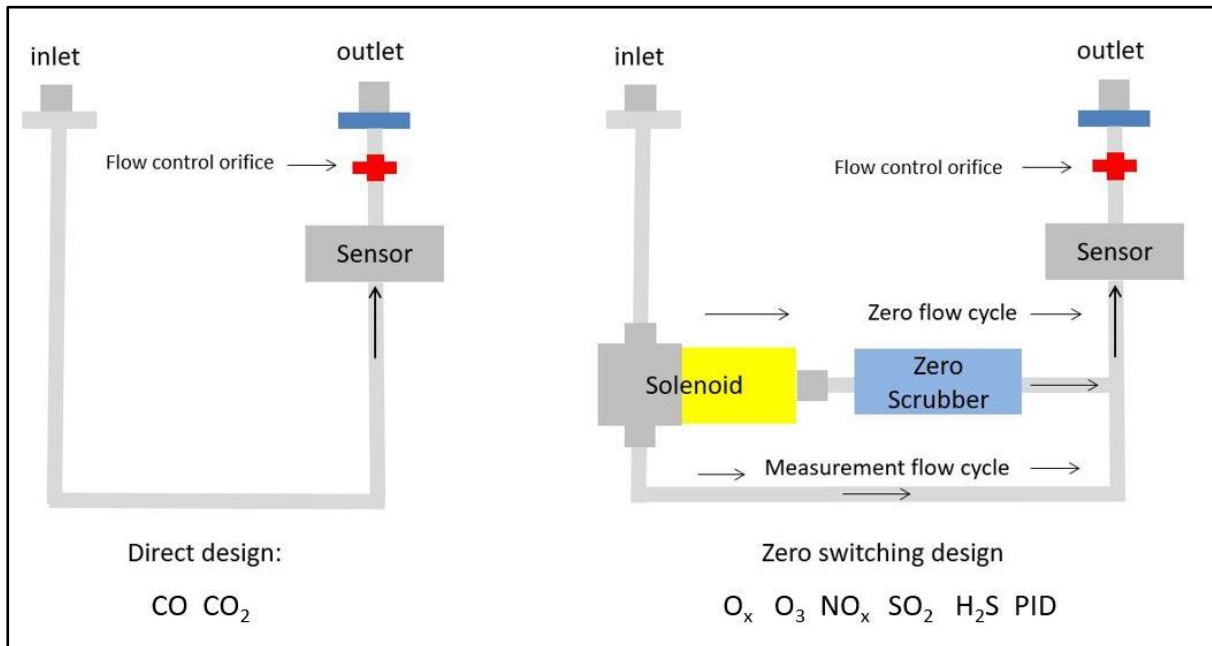 inlet
outlet
Flow control orifice
Sensor
Direct design:
CO CO₂
inlet
outlet
Flow control orifice
Sensor
Zero flow cycle
Solenoid
Zero
Scrubber
Measurement flow cycle
Zero switching design
Oₓ O₃ NOₓ SO₂ H₂S PID